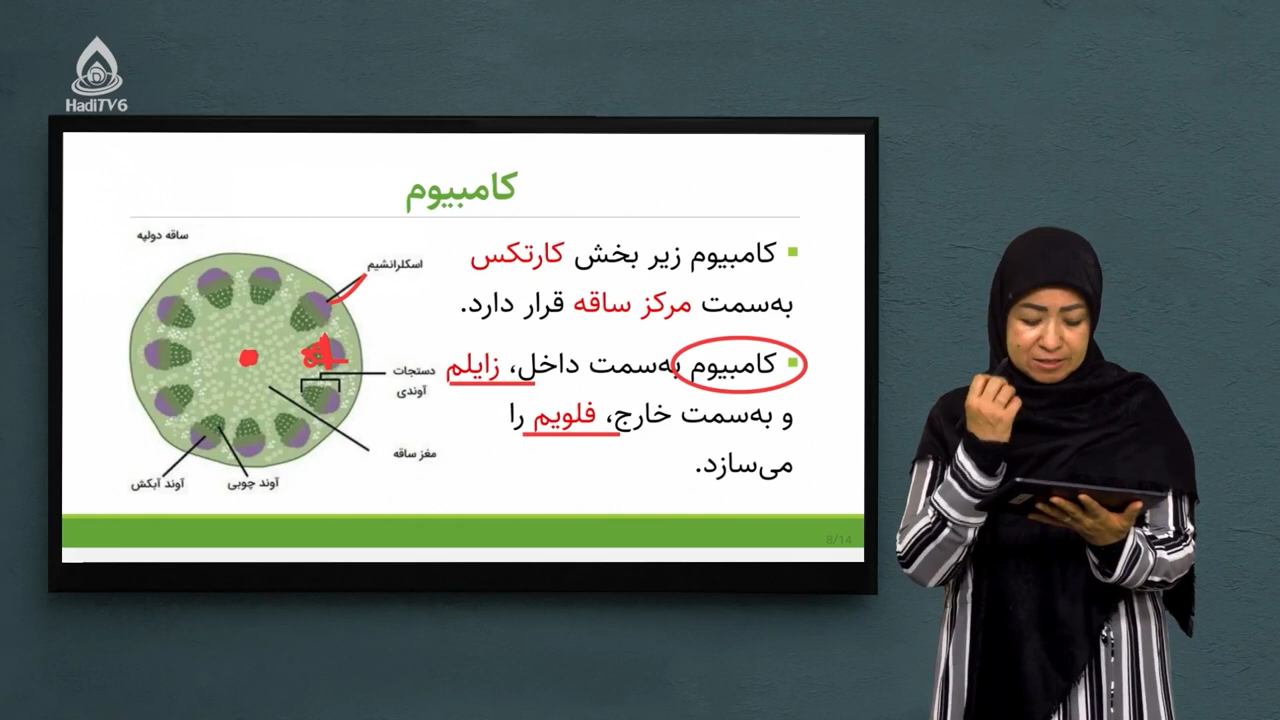 HadiTV6
کامبیوم
کامبیوم زیر بخش کارتکس
به‌سمت مرکز ساقه قرار دارد.
کامبیوم به‌سمت داخل، زایلم
و به‌سمت خارج، فلویم را
می‌سازد.
ساقه دولپه
اسکلرانشیم
دستجات
آوندی
مغز ساقه
آوند چوبی
آوند آبکش
8/14